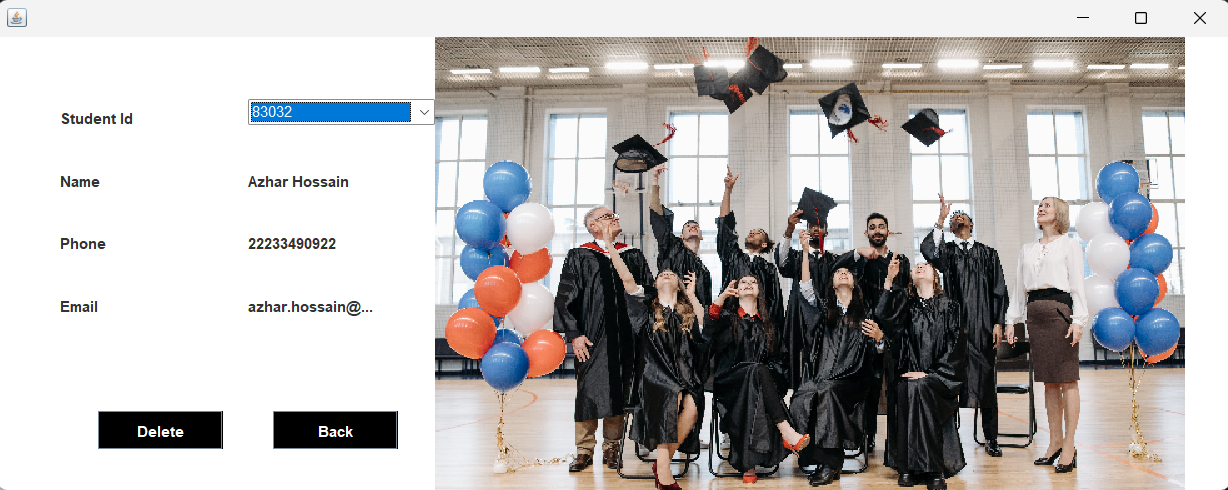 Student Id 83032
Name Azhar Hossain
Phone 22233490922
Email azhar.hossain@...
Delete Back